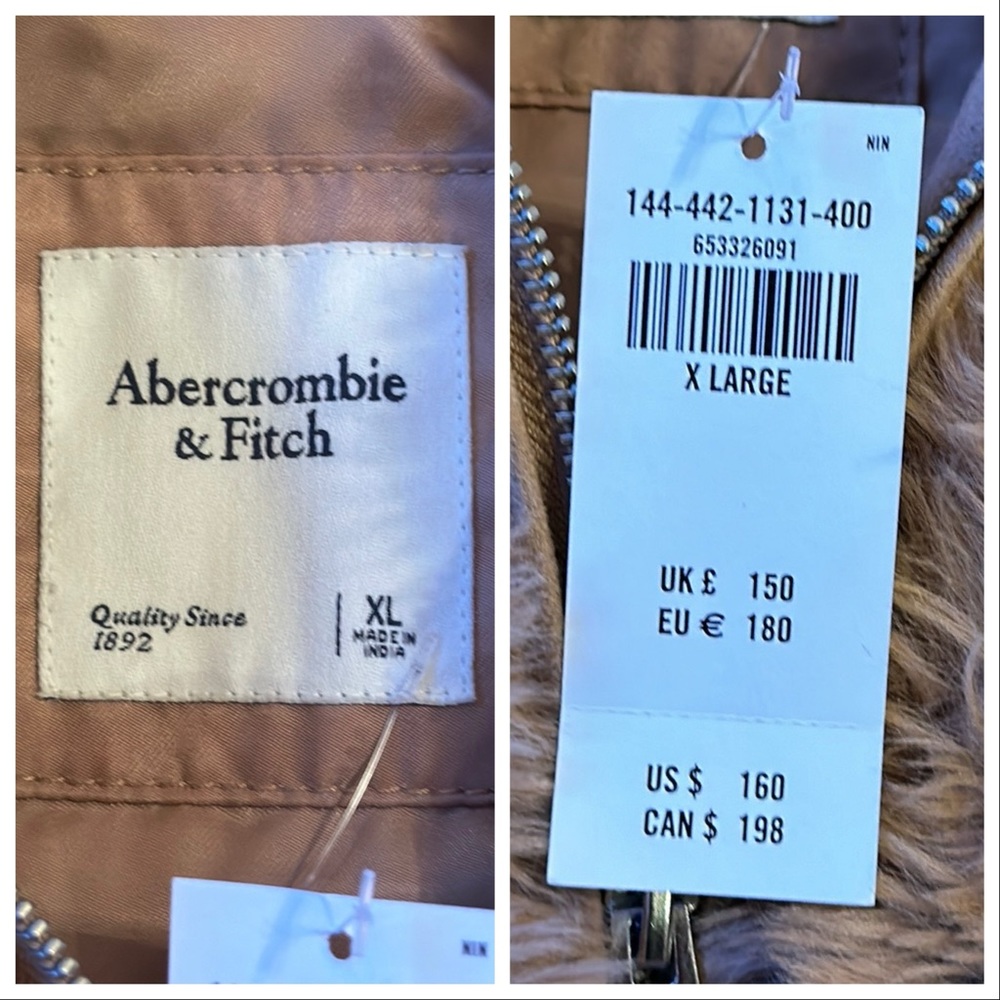 Abercrombie
& Fitch
Quality Since
1892
XL
MADE IN
INDIA
NIN
NIN
144-442-1131-400
653326091
X LARGE
UK £ 150
EU € 180
US $ 160
CAN $ 198